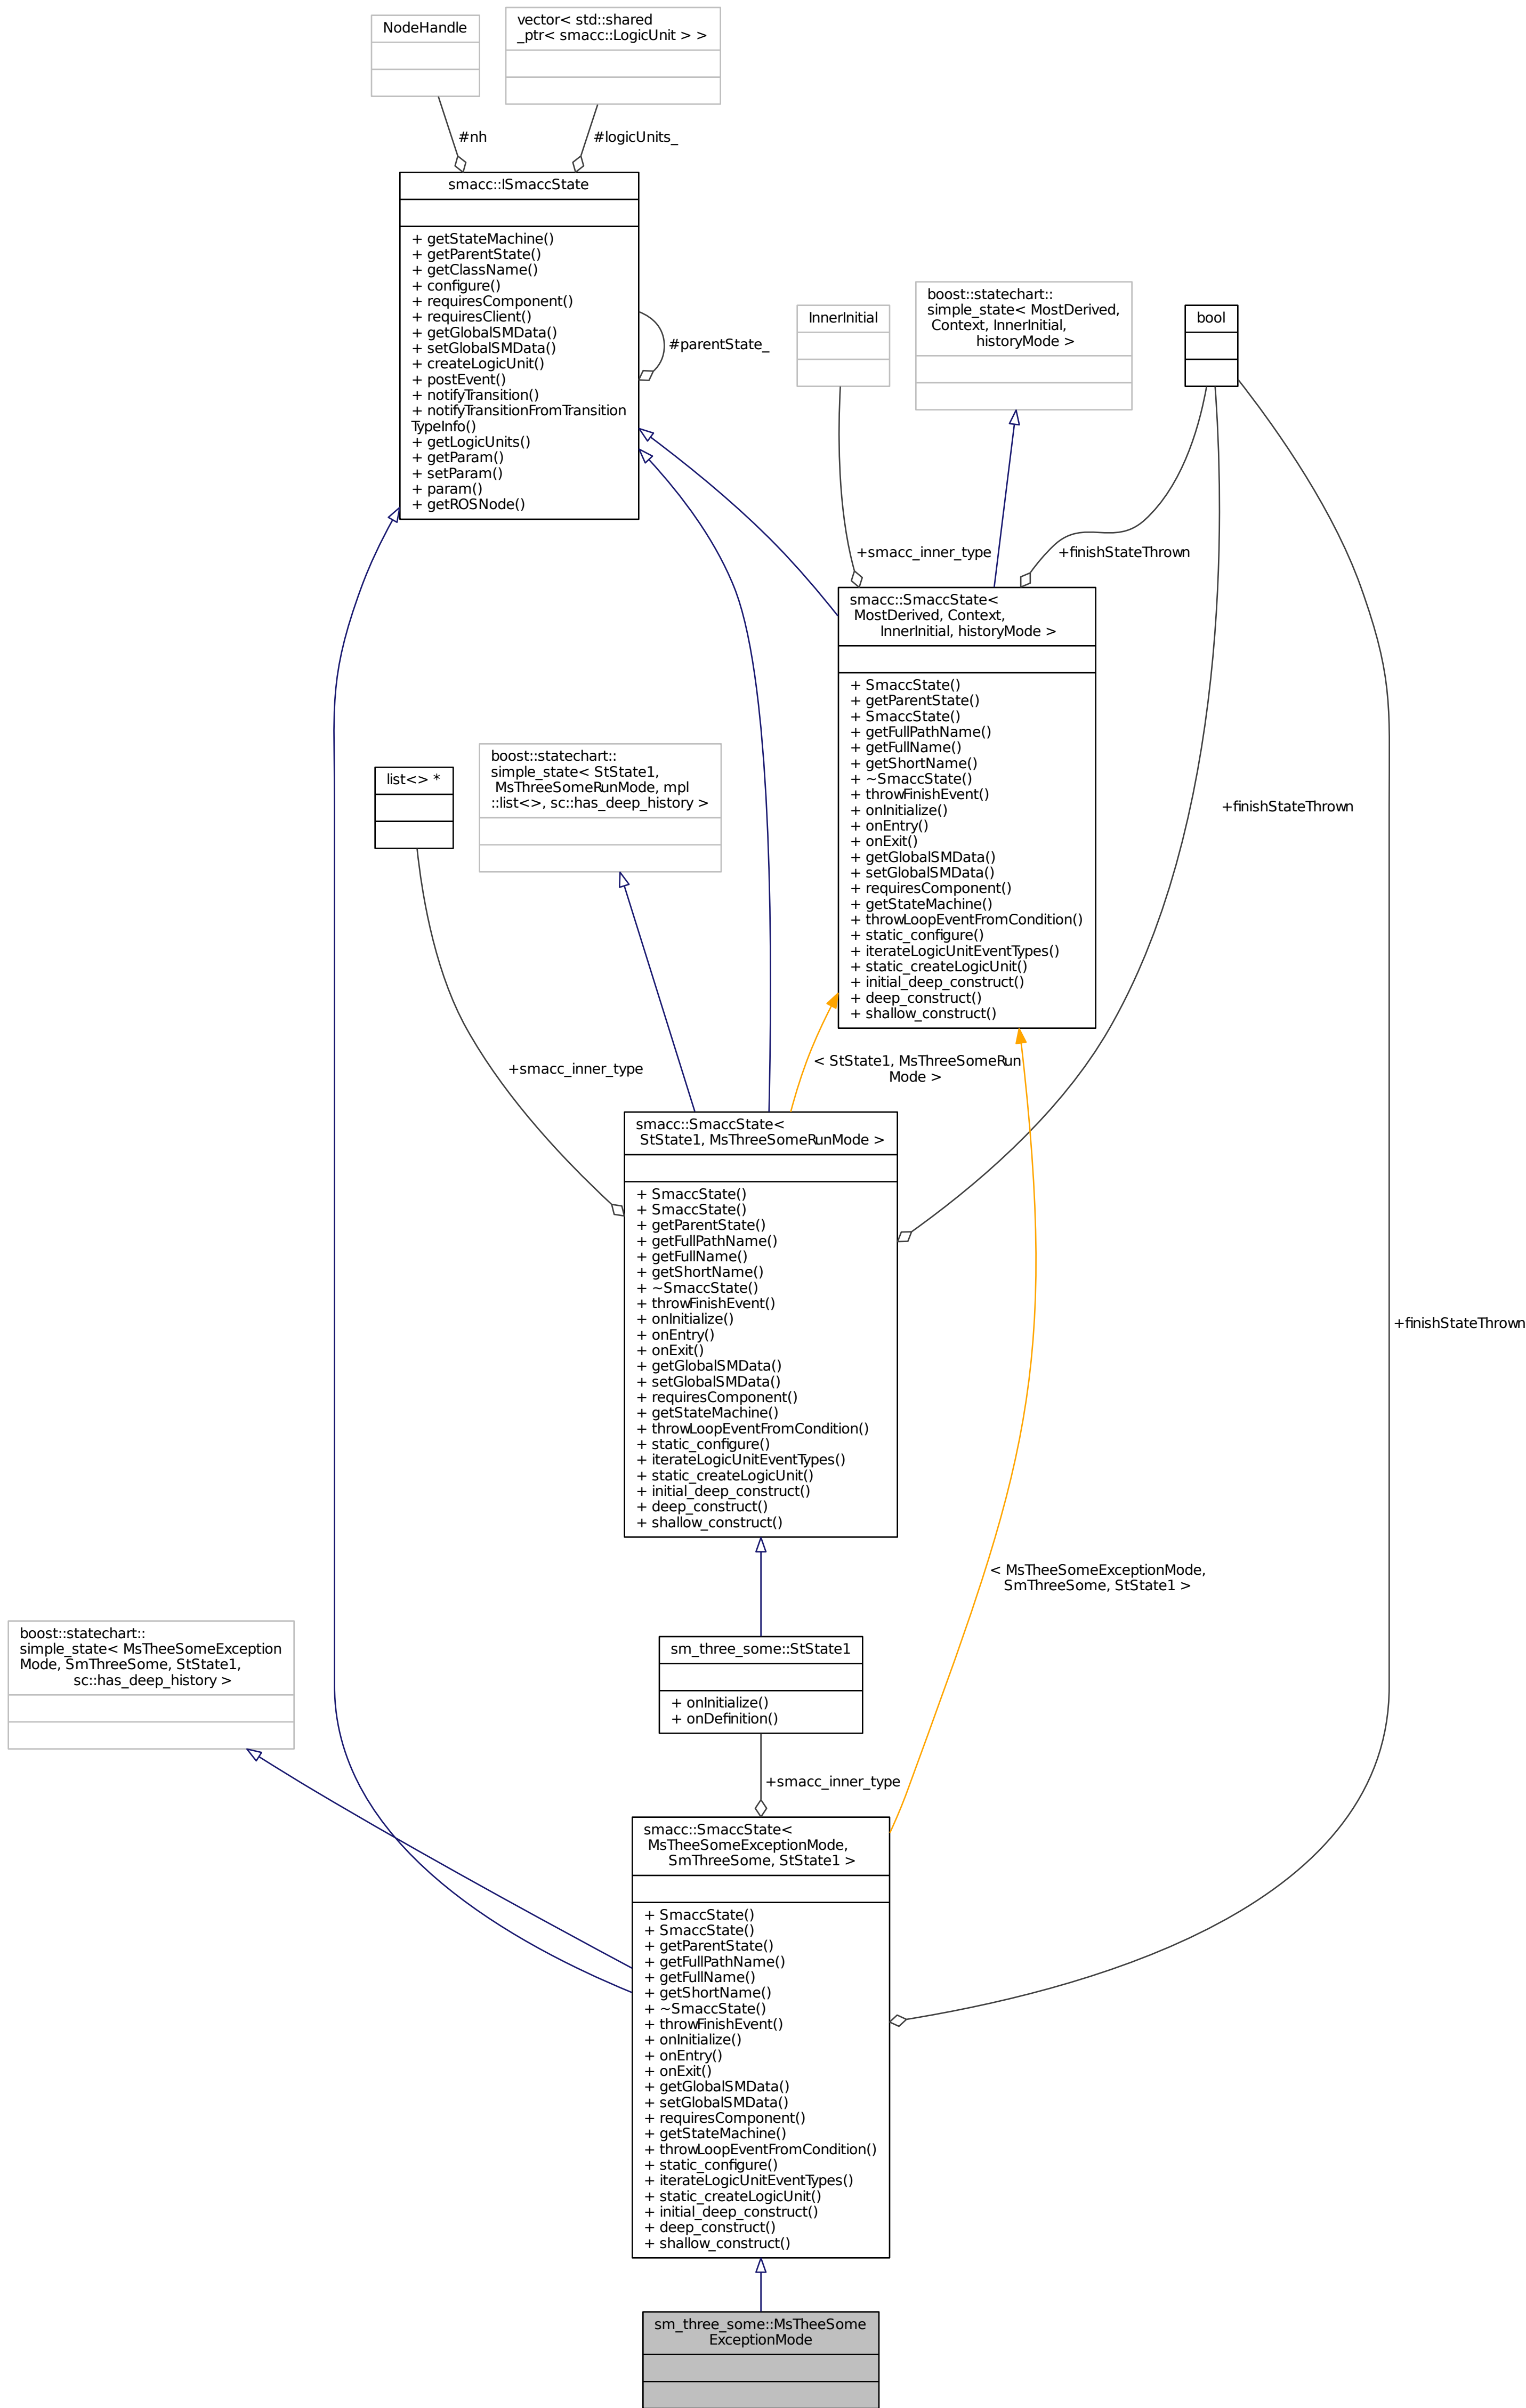 NodeHandle
vector< std::shared
_ptr< smacc::LogicUnit > >
#nh
#logicUnits_
smacc::ISmaccState
+ getStateMachine()
+ getParentState()
+ getClassName()
+ configure()
+ requiresComponent()
+ requiresClient()
+ getGlobalSMData()
+ setGlobalSMData()
+ createLogicUnit()
+ postEvent()
+ notifyTransition()
+ notifyTransitionFromTransition
TypeInfo()
+ getLogicUnits()
+ getParam()
+ setParam()
+ param()
+ getROSNode()
#parentState_
InnerInitial
boost::statechart::
simple_state< MostDerived,
Context, InnerInitial,
historyMode >
bool
+smacc_inner_type
+finishStateThrown
smacc::SmaccState<
MostDerived, Context,
InnerInitial, historyMode >
+ SmaccState()
+ getParentState()
+ SmaccState()
+ getFullPathName()
+ getFullName()
+ getShortName()
+ ~SmaccState()
+ throwFinishEvent()
+ onInitialize()
+ onEntry()
+ onExit()
+ getGlobalSMData()
+ setGlobalSMData()
+ requiresComponent()
+ getStateMachine()
+ throwLoopEventFromCondition()
+ static_configure()
+ iterateLogicUnitEventTypes()
+ static_createLogicUnit()
+ initial_deep_construct()
+ deep_construct()
+ shallow_construct()
list<> *
boost::statechart::
simple_state< StState1,
MsThreeSomeRunMode, mpl
::list<>, sc::has_deep_history >
+finishStateThrown
+smacc_inner_type
< StState1, MsThreeSomeRun
Mode >
smacc::SmaccState<
StState1, MsThreeSomeRunMode >
+ SmaccState()
+ SmaccState()
+ getParentState()
+ getFullPathName()
+ getFullName()
+ getShortName()
+ ~SmaccState()
+ throwFinishEvent()
+ onInitialize()
+ onEntry()
+ onExit()
+ getGlobalSMData()
+ setGlobalSMData()
+ requiresComponent()
+ getStateMachine()
+ throwLoopEventFromCondition()
+ static_configure()
+ iterateLogicUnitEventTypes()
+ static_createLogicUnit()
+ initial_deep_construct()
+ deep_construct()
+ shallow_construct()
+finishStateThrown
< MsTheeSomeExceptionMode,
SmThreeSome, StState1 >
boost::statechart::
simple_state< MsTheeSomeException
Mode, SmThreeSome, StState1,
sc::has_deep_history >
sm_three_some::StState1
+ onInitialize()
+ onDefinition()
+smacc_inner_type
smacc::SmaccState<
MsTheeSomeExceptionMode,
SmThreeSome, StState1 >
+ SmaccState()
+ SmaccState()
+ getParentState()
+ getFullPathName()
+ getFullName()
+ getShortName()
+ ~SmaccState()
+ throwFinishEvent()
+ onInitialize()
+ onEntry()
+ onExit()
+ getGlobalSMData()
+ setGlobalSMData()
+ requiresComponent()
+ getStateMachine()
+ throwLoopEventFromCondition()
+ static_configure()
+ iterateLogicUnitEventTypes()
+ static_createLogicUnit()
+ initial_deep_construct()
+ deep_construct()
+ shallow_construct()
sm_three_some::MsTheeSome
ExceptionMode